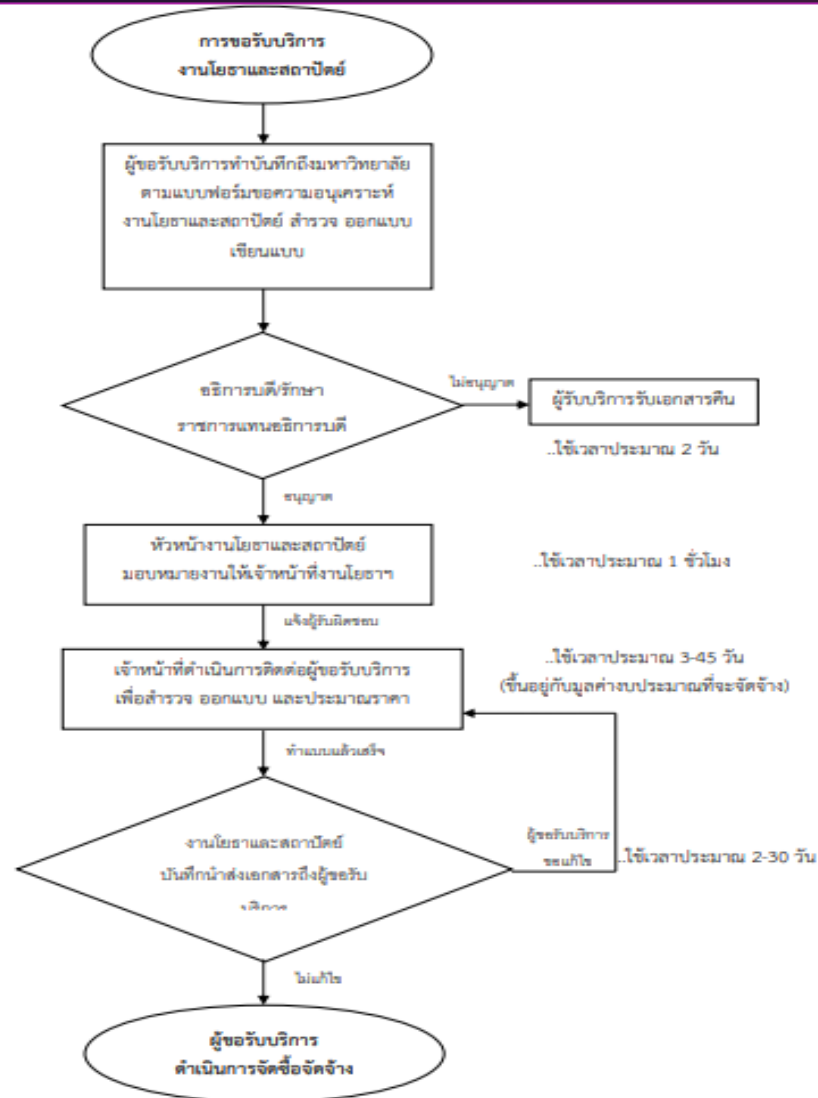 การขอรับบริการ
งานโยธาและสถาปัตย์
ผู้ขอรับบริการทำบันทึกถึงมหาวิทยาลัย
ตามแบบฟอร์มขอความอนุเคราะห์
งานโยธาและสถาปัตย์ สำรวจ ออกแบบ
เขียนแบบ
อธิการบดี/รักษา
ราชการแทนอธิการบดี
ไม่อนุญาต
ผู้รับบริการรับเอกสารคืน
..ใช้เวลาประมาณ 2 วัน
อนุญาต
หัวหน้างานโยธาและสถาปัตย์
มอบหมายงานให้เจ้าหน้าที่งานโยธาฯ
..ใช้เวลาประมาณ 1 ชั่วโมง
แจ้งผู้รับผิดชอบ
เจ้าหน้าที่ดำเนินการติดต่อผู้ขอรับบริการ
เพื่อสำรวจ ออกแบบ และประมาณราคา
..ใช้เวลาประมาณ 3-45 วัน
(ขึ้นอยู่กับมูลค่างบประมาณที่จะจัดจ้าง)
ทำแบบแล้วเสร็จ
งานโยธาและสถาปัตย์
บันทึกนำส่งเอกสารถึงผู้ขอรับ
บริการ
ผู้ขอรับบริการ
ขอแก้ไข
..ใช้เวลาประมาณ 2-30 วัน
ไม่แก้ไข
ผู้ขอรับบริการ
ดำเนินการจัดซื้อจัดจ้าง